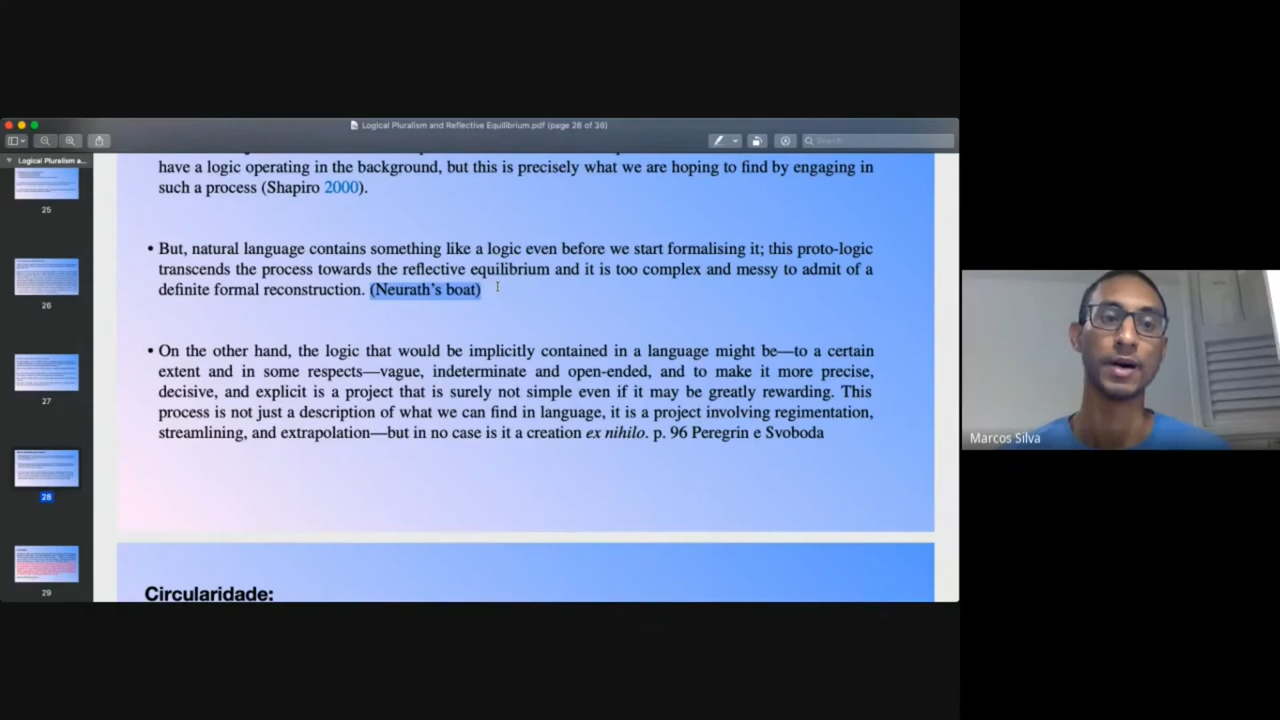 Logical Pluralism and Reflective Equilibrium.pdf (page 28 of 36)
Search
Logical Pluralism a...
25
26
27
28
29
have a logic operating in the background, but this is precisely what we are hoping to find by engaging in
such a process (Shapiro 2000).
• But, natural language contains something like a logic even before we start formalising it; this proto-logic
transcends the process towards the reflective equilibrium and it is too complex and messy to admit of a
definite formal reconstruction. (Neurath's boat)
• On the other hand, the logic that would be implicitly contained in a language might be—to a certain
extent and in some respects—vague, indeterminate and open-ended, and to make it more precise,
decisive, and explicit is a project that is surely not simple even if it may be greatly rewarding. This
process is not just a description of what we can find in language, it is a project involving regimentation,
streamlining, and extrapolation—but in no case is it a creation ex nihilo. p. 96 Peregrin e Svoboda
Circularidade:
Marcos Silva